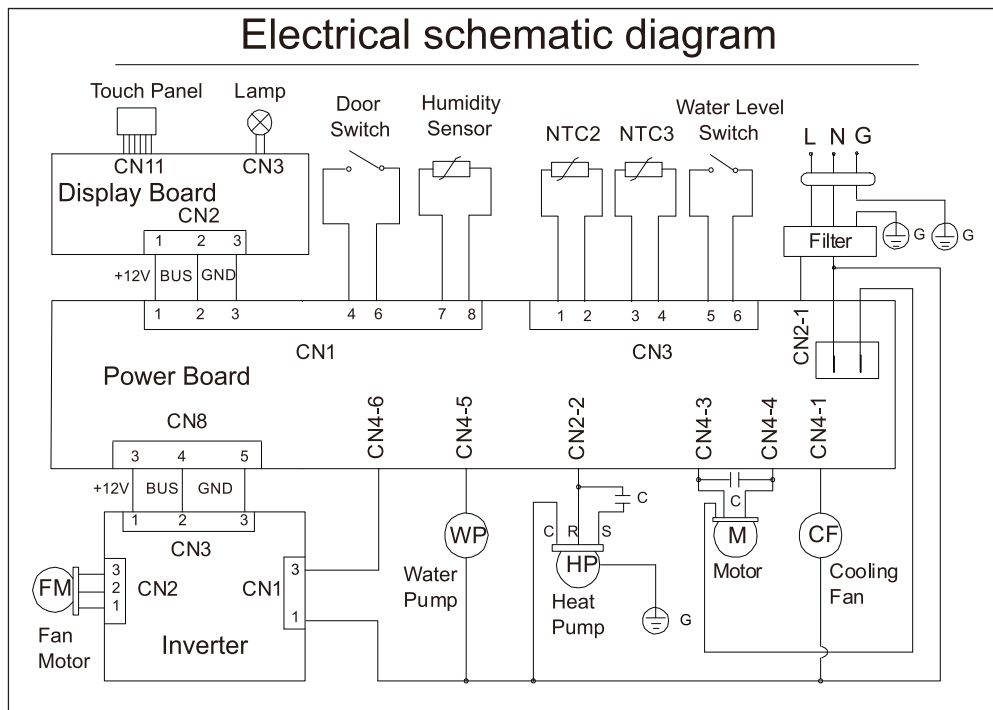 Electrical schematic diagram
Touch Panel
Lamp
Door
Switch
Humidity
Sensor
NTC2
NTC3
Water Level
Switch
L N G
CN11
CN3
Display Board
CN2
1 2 3
Filter
G
G
+12V BUS GND
1 2 3 4 6 7 8
1 2 3 4 5 6
CN2-1
CN1
CN3
Power Board
CN8
3 4 5
CN4-6
CN4-5
CN2-2
CN4-3
CN4-4
CN4-1
+12V BUS GND
1 2 3
CN3
C
C R S
C
WP
HP
M
CF
3
2
1
CN2
CN1
3
1
FM
Water
Pump
Heat
Pump
G
Motor
Cooling
Fan
Fan
Motor
Inverter